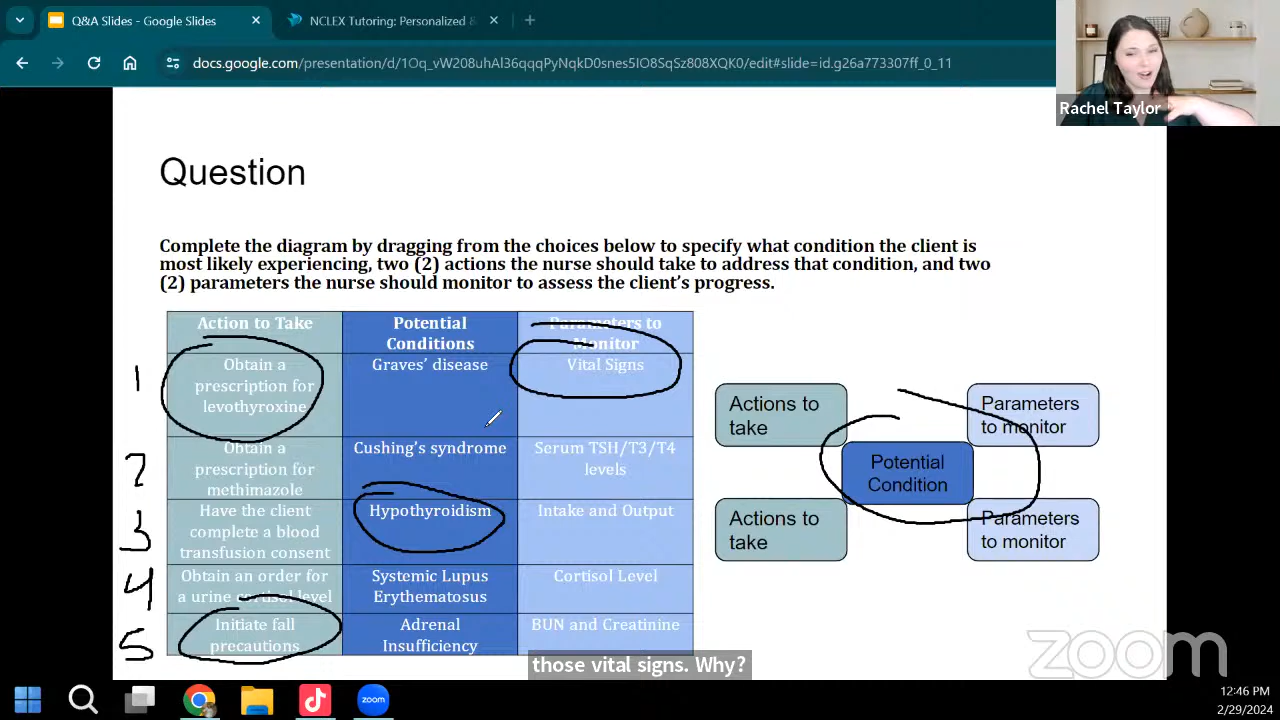 Q&A Slides - Google Slides
NCLEX Tutoring: Personalized
docs.google.com/presentation/d/1Oq_vW208uhAl36qqqPyNqkD0snes5IO8SqSz808XQK0/edit#slide=id.g26a773307ff_0_11
Rachel Taylor
Question
Complete the diagram by dragging from the choices below to specify what condition the client is
most likely experiencing, two (2) actions the nurse should take to address that condition, and two
(2) parameters the nurse should monitor to assess the client's progress.
Action to Take
Potential
Conditions
Parameters to
Monitor
1
Obtain a
prescription for
levothyroxine
Graves' disease
Vital Signs
2
Obtain a
prescription for
methimazole
Cushing's syndrome
Serum TSH/T3/T4
levels
3
Have the client
complete a blood
transfusion consent
Hypothyroidism
Intake and Output
4
Obtain an order for
a urine cortisol level
Systemic Lupus
Erythematosus
Cortisol Level
5
Initiate fall
precautions
Adrenal
Insufficiency
BUN and Creatinine
Actions to
take
Parameters
to monitor
Potential
Condition
Actions to
take
Parameters
to monitor
those vital signs. Why?
zoom
zoom
12:46 PM
2/29/2024